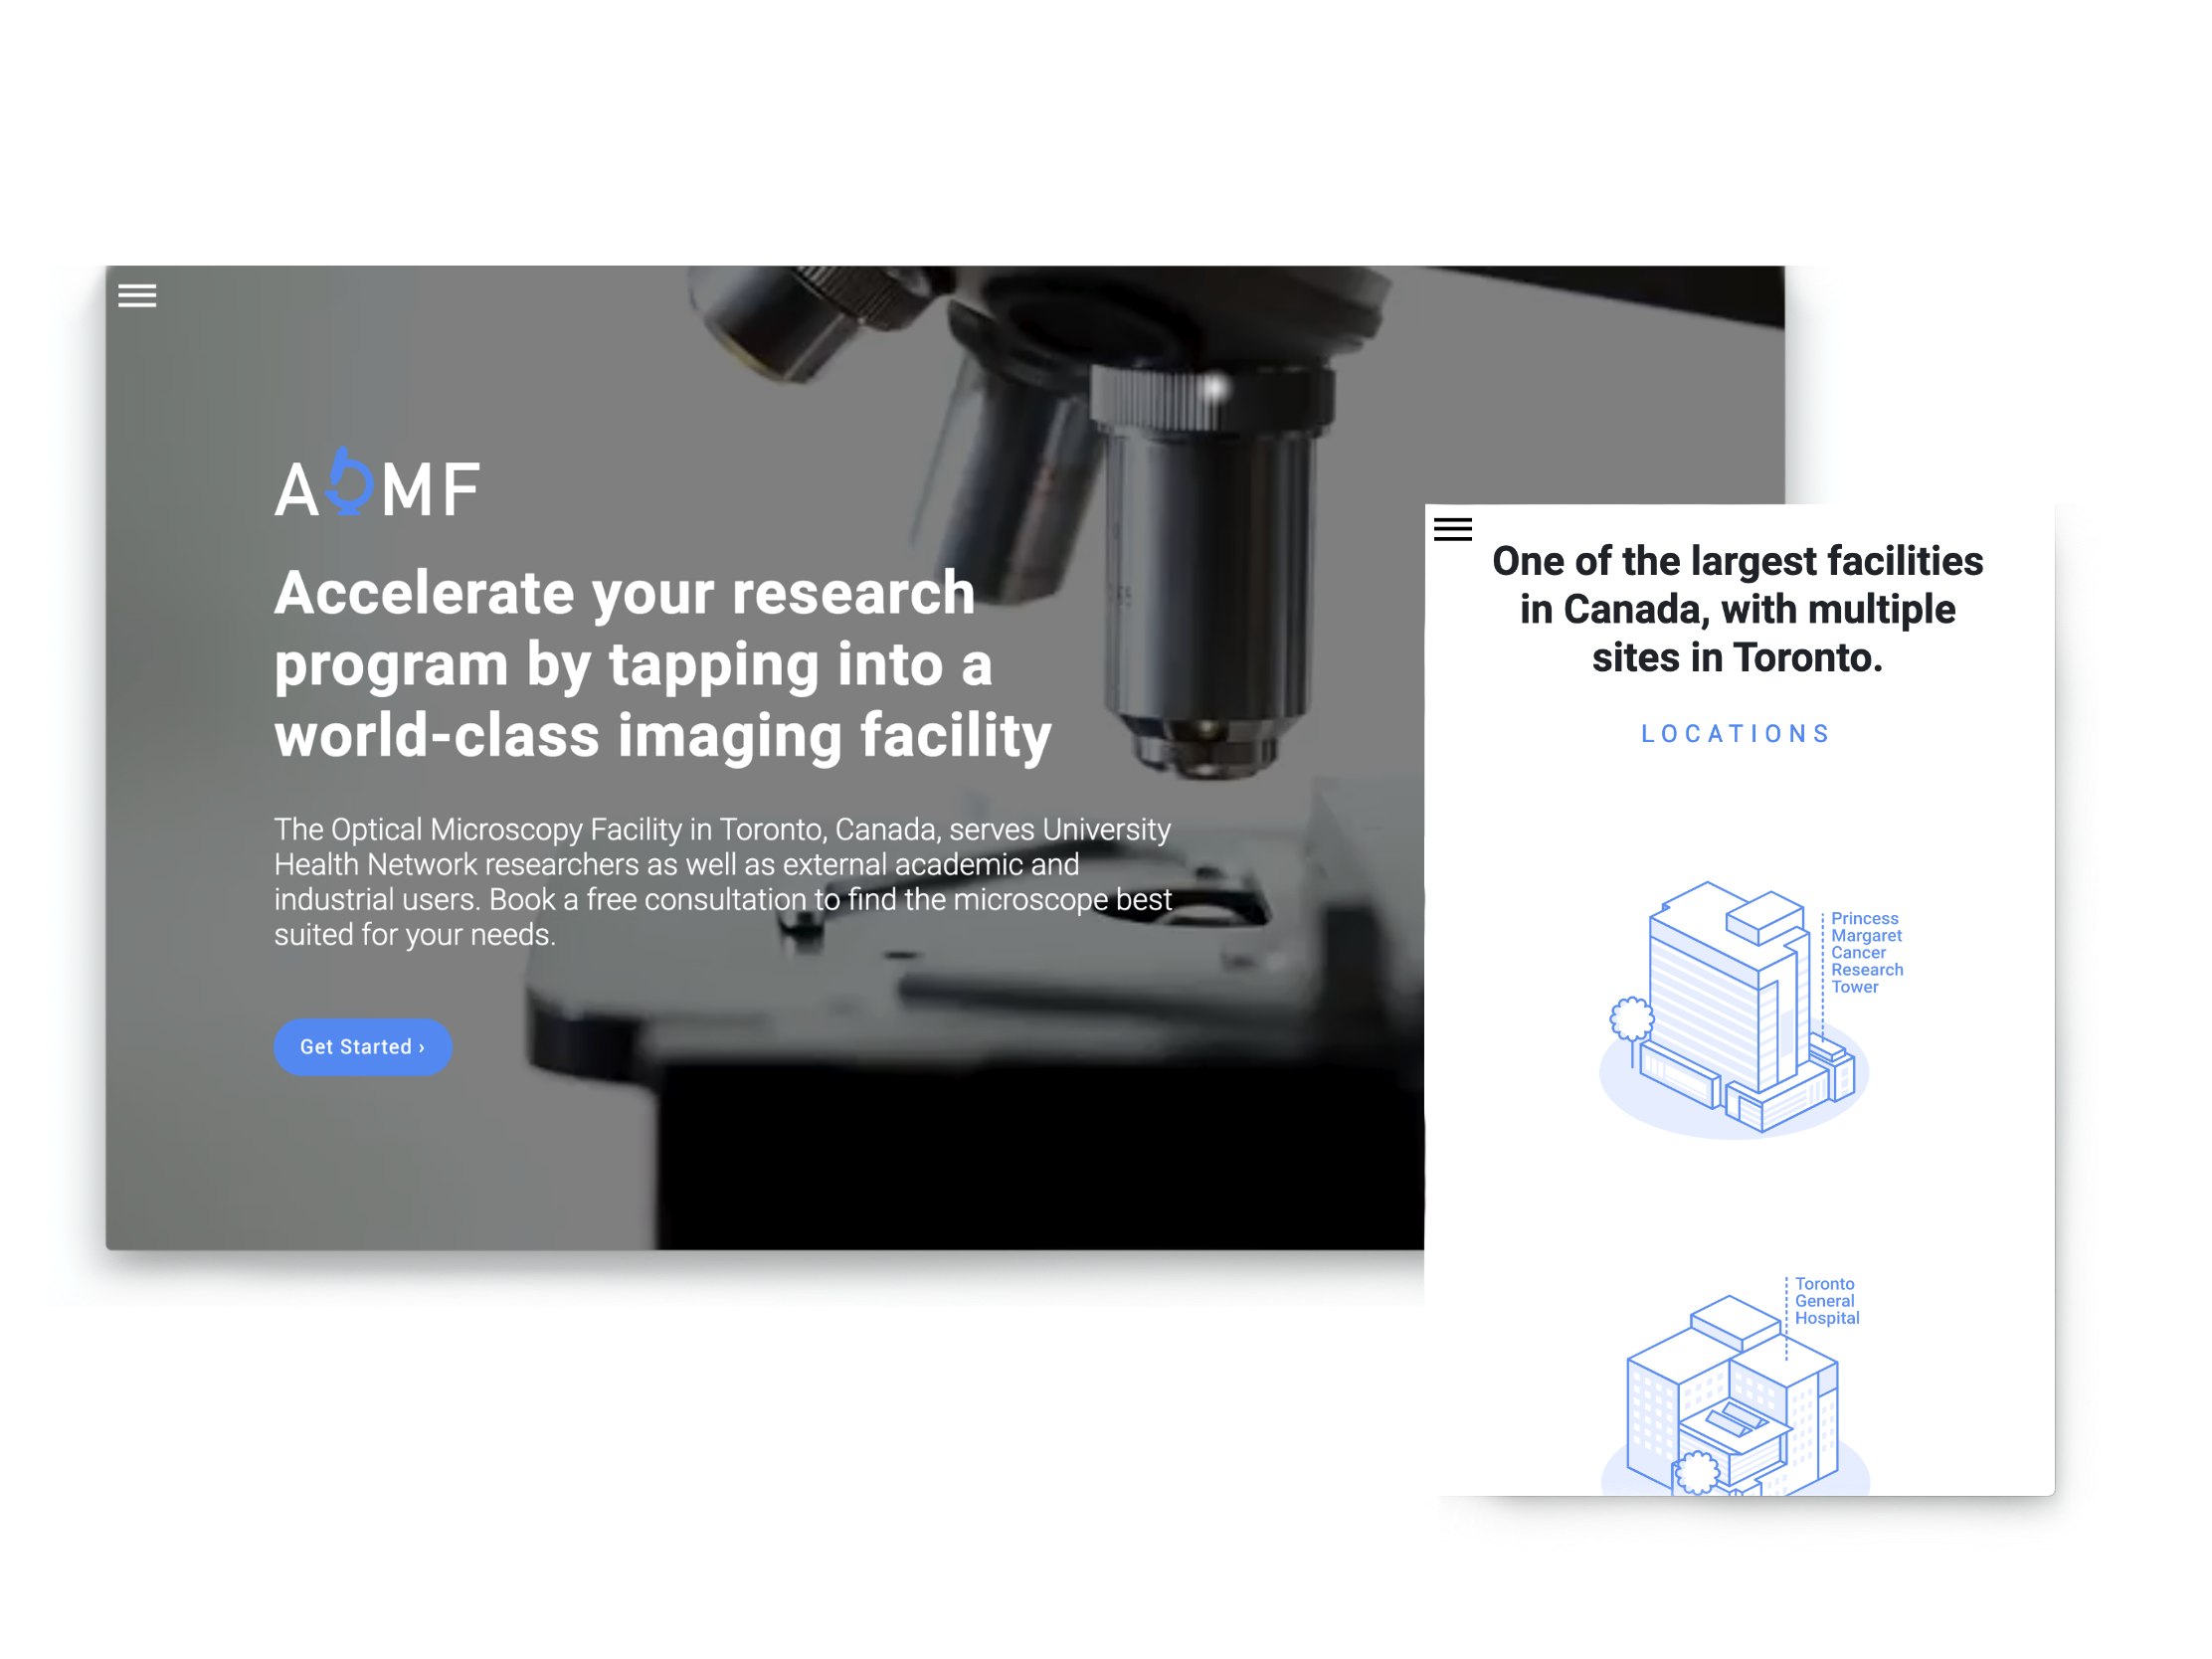 AOMF
Accelerate your research
program by tapping into a
world-class imaging facility
The Optical Microscopy Facility in Toronto, Canada, serves University
Health Network researchers as well as external academic and
industrial users. Book a free consultation to find the microscope best
suited for your needs.
Get Started ›
One of the largest facilities
in Canada, with multiple
sites in Toronto.
LOCATIONS
Princess
Margaret
Cancer
Research
Tower
Toronto
General
Hospital